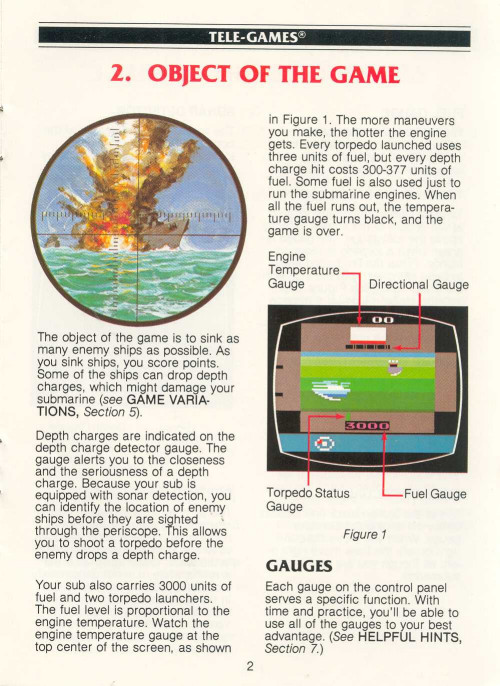 TELE-GAMES®
2. OBJECT OF THE GAME
The object of the game is to sink as
many enemy ships as possible. As
you sink ships, you score points.
Some of the ships can drop depth
charges, which might damage your
submarine (see GAME VARIA-
TIONS, Section 5).
Depth charges are indicated on the
depth charge detector gauge. The
gauge alerts you to the closeness
and the seriousness of a depth
charge. Because your sub is
equipped with sonar detection, you
can identify the location of enemy
ships before they are sighted
through the periscope. This allows
you to shoot a torpedo before the
enemy drops a depth charge.
Your sub also carries 3000 units of
fuel and two torpedo launchers.
The fuel level is proportional to the
engine temperature. Watch the
engine temperature gauge at the
top center of the screen, as shown
in Figure 1. The more maneuvers
you make, the hotter the engine
gets. Every torpedo launched uses
three units of fuel, but every depth
charge hit costs 300-377 units of
fuel. Some fuel is also used just to
run the submarine engines. When
all the fuel runs out, the tempera-
ture gauge turns black, and the
game is over.
Engine
Temperature
Gauge
Directional Gauge
00
3000
Torpedo Status
Gauge
Fuel Gauge
Figure 1
GAUGES
Each gauge on the control panel
serves a specific function. With
time and practice, you'll be able to
use all of the gauges to your best
advantage. (See HELPFUL HINTS,
Section 7.)
2